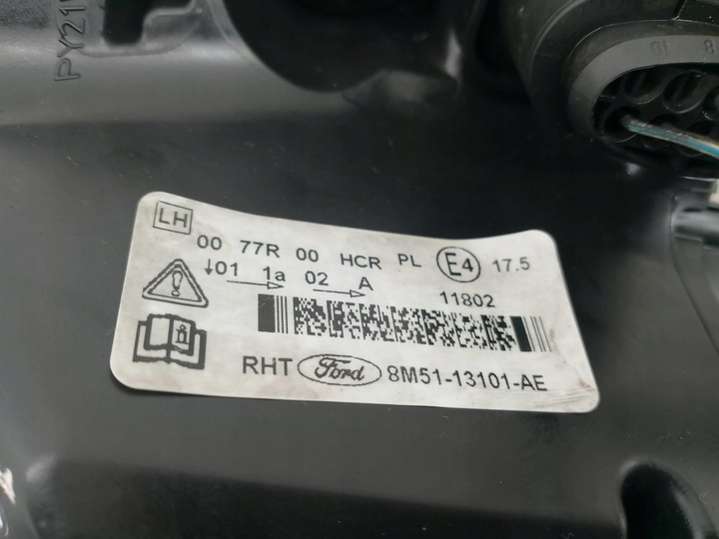 PY21
LH
00 77R 00 HCR PL E4 17.5
↓01 1a 02 A
11802
RHT Ford 8M51-13101-AE